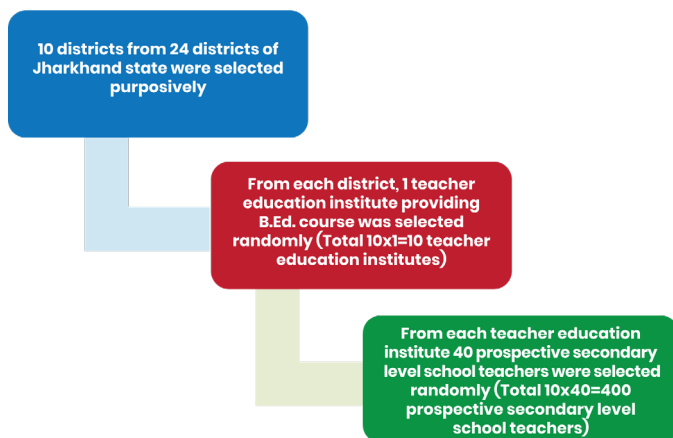 10 districts from 24 districts of
Jharkhand state were selected
purposively
From each district, 1 teacher
education institute providing
B.Ed. course was selected
randomly (Total 10x1=10 teacher
education institutes)
From each teacher education
institute 40 prospective secondary
level school teachers were selected
randomly (Total 10x40=400
prospective secondary level
school teachers)